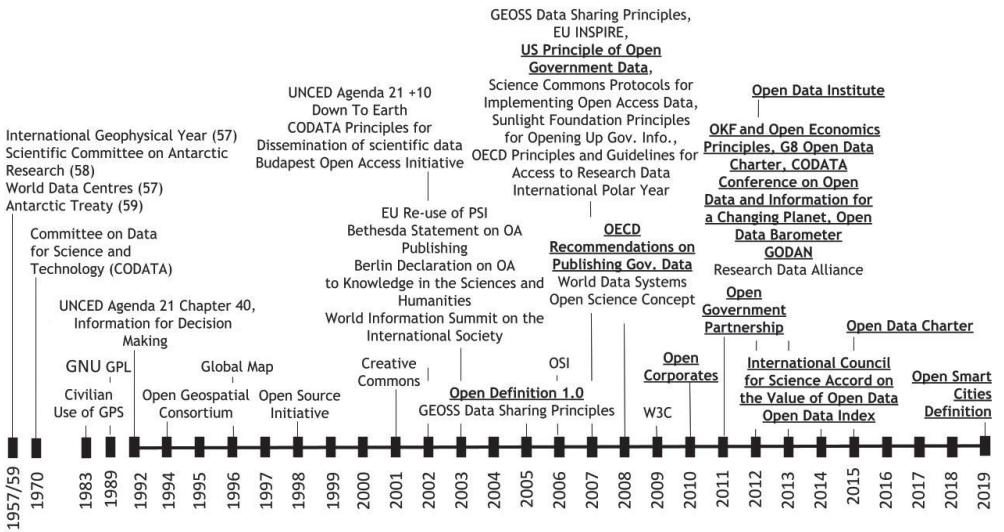 International Geophysical Year (57)
Scientific Committee on Antarctic
Research (58)
World Data Centres (57)
Antarctic Treaty (59)
Committee on Data
for Science and
Technology (CODATA)
UNCED Agenda 21 Chapter 40,
Information for Decision
Making
GNU GPL
Civilian
Use of GPS
Open Geospatial
Consortium
Global Map
Open Source
Initiative
UNCED Agenda 21 +10
Down To Earth
CODATA Principles for
Dissemination of scientific data
Budapest Open Access Initiative
EU Re-use of PSI
Bethesda Statement on OA
Publishing
Berlin Declaration on OA
to Knowledge in the Sciences and
Humanities
World Information Summit on the
International Society
Creative
Commons
Open Definition 1.0
GEOSS Data Sharing Principles
OSI
GEOSS Data Sharing Principles,
EU INSPIRE,
US Principle of Open
Government Data,
Science Commons Protocols for
Implementing Open Access Data,
Sunlight Foundation Principles
for Opening Up Gov. Info.,
OECD Principles and Guidelines for
Access to Research Data
International Polar Year
OECD
Recommendations on
Publishing Gov. Data
World Data Systems
Open Science Concept
Open
Corporates
W3C
Open Data Institute
OKF and Open Economics
Principles, G8 Open Data
Charter, CODATA
Conference on Open
Data and Information for
a Changing Planet, Open
Data Barometer
GODAN
Research Data Alliance
Open
Government
Partnership
Open Data Charter
International Council
for Science Accord on
the Value of Open Data
Open Data Index
Open Smart
Cities
Definition
1957/59
1970
1983
1989
1992
1994
1995
1996
1997
1998
1999
2000
2001
2002
2003
2004
2005
2006
2007
2008
2009
2010
2011
2012
2013
2014
2015
2016
2017
2018
2019